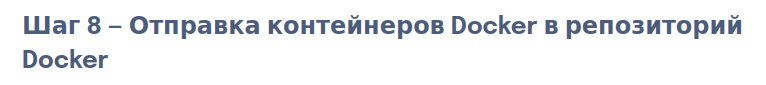 Шаг 8 – Отправка контейнеров Docker в репозиторий
Docker